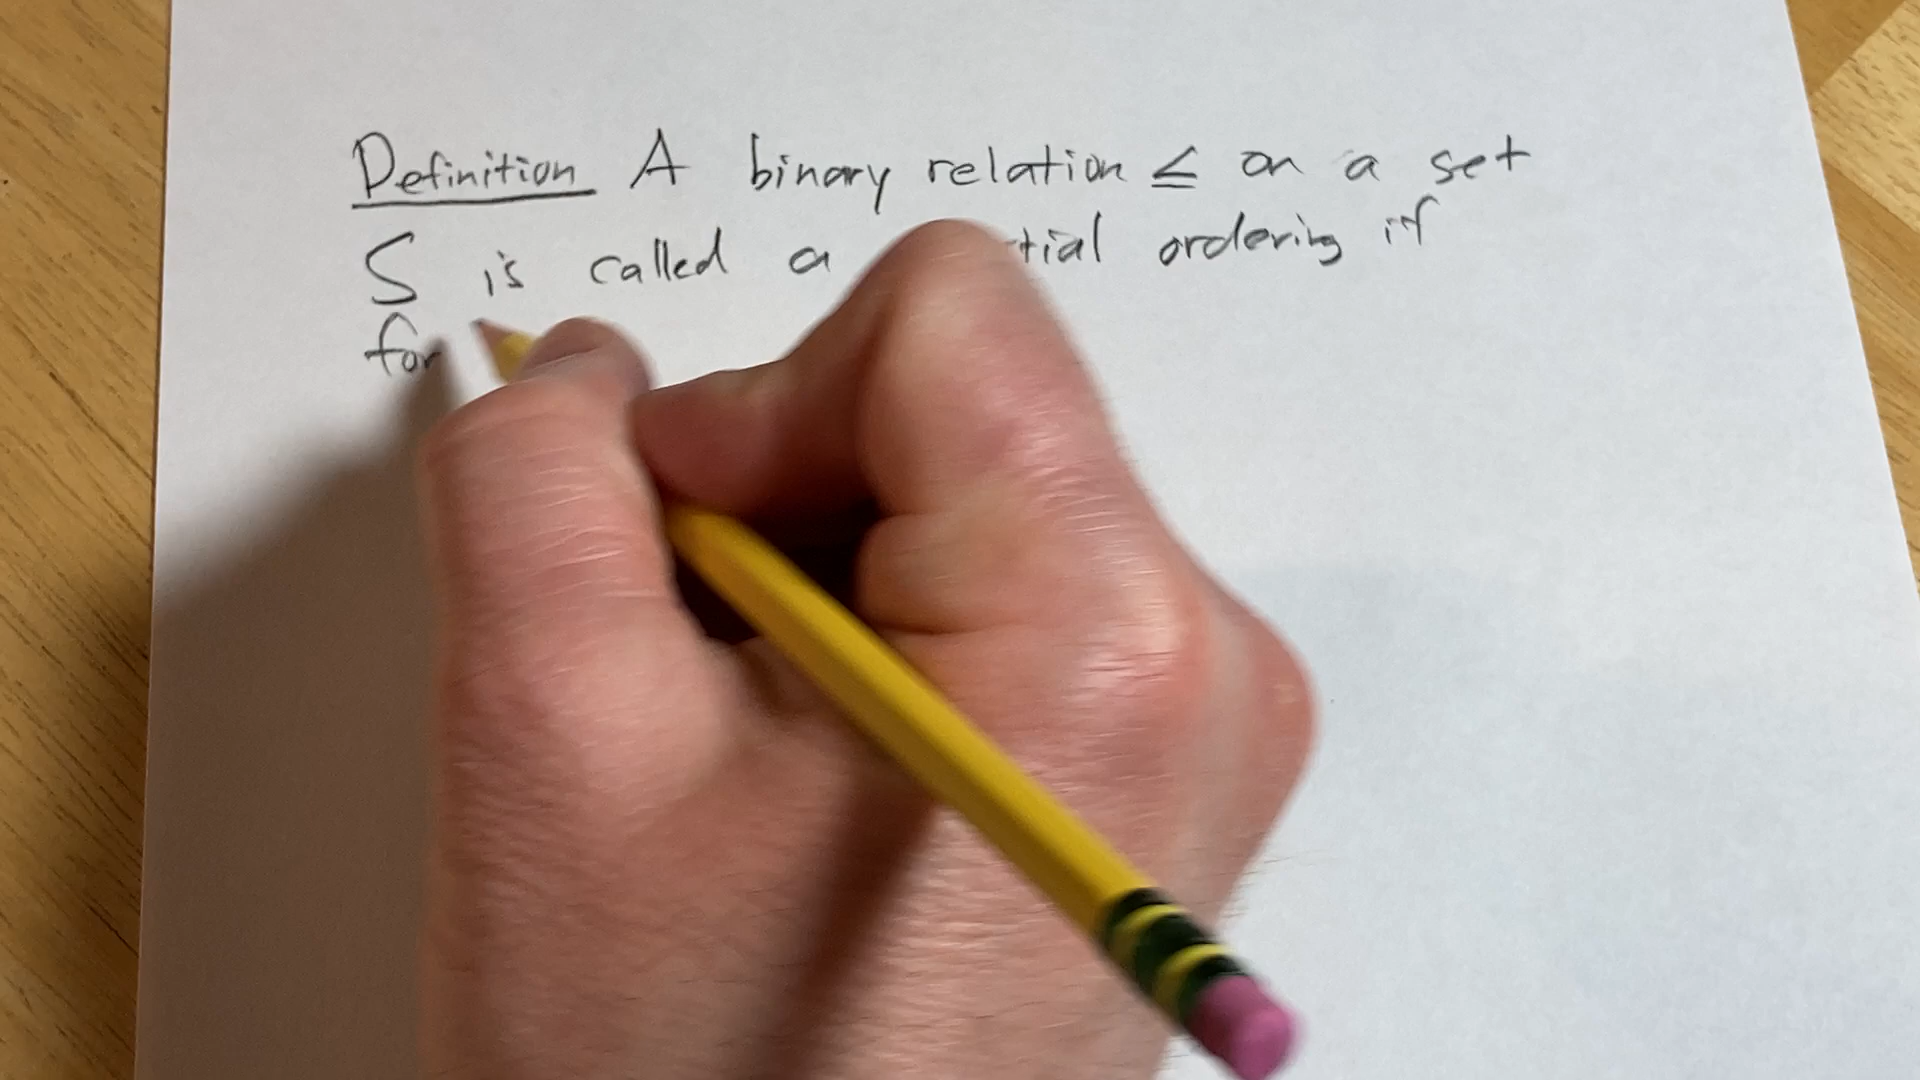 Definition A binary relation ≤ on a set
S is called a tial ordering if
for